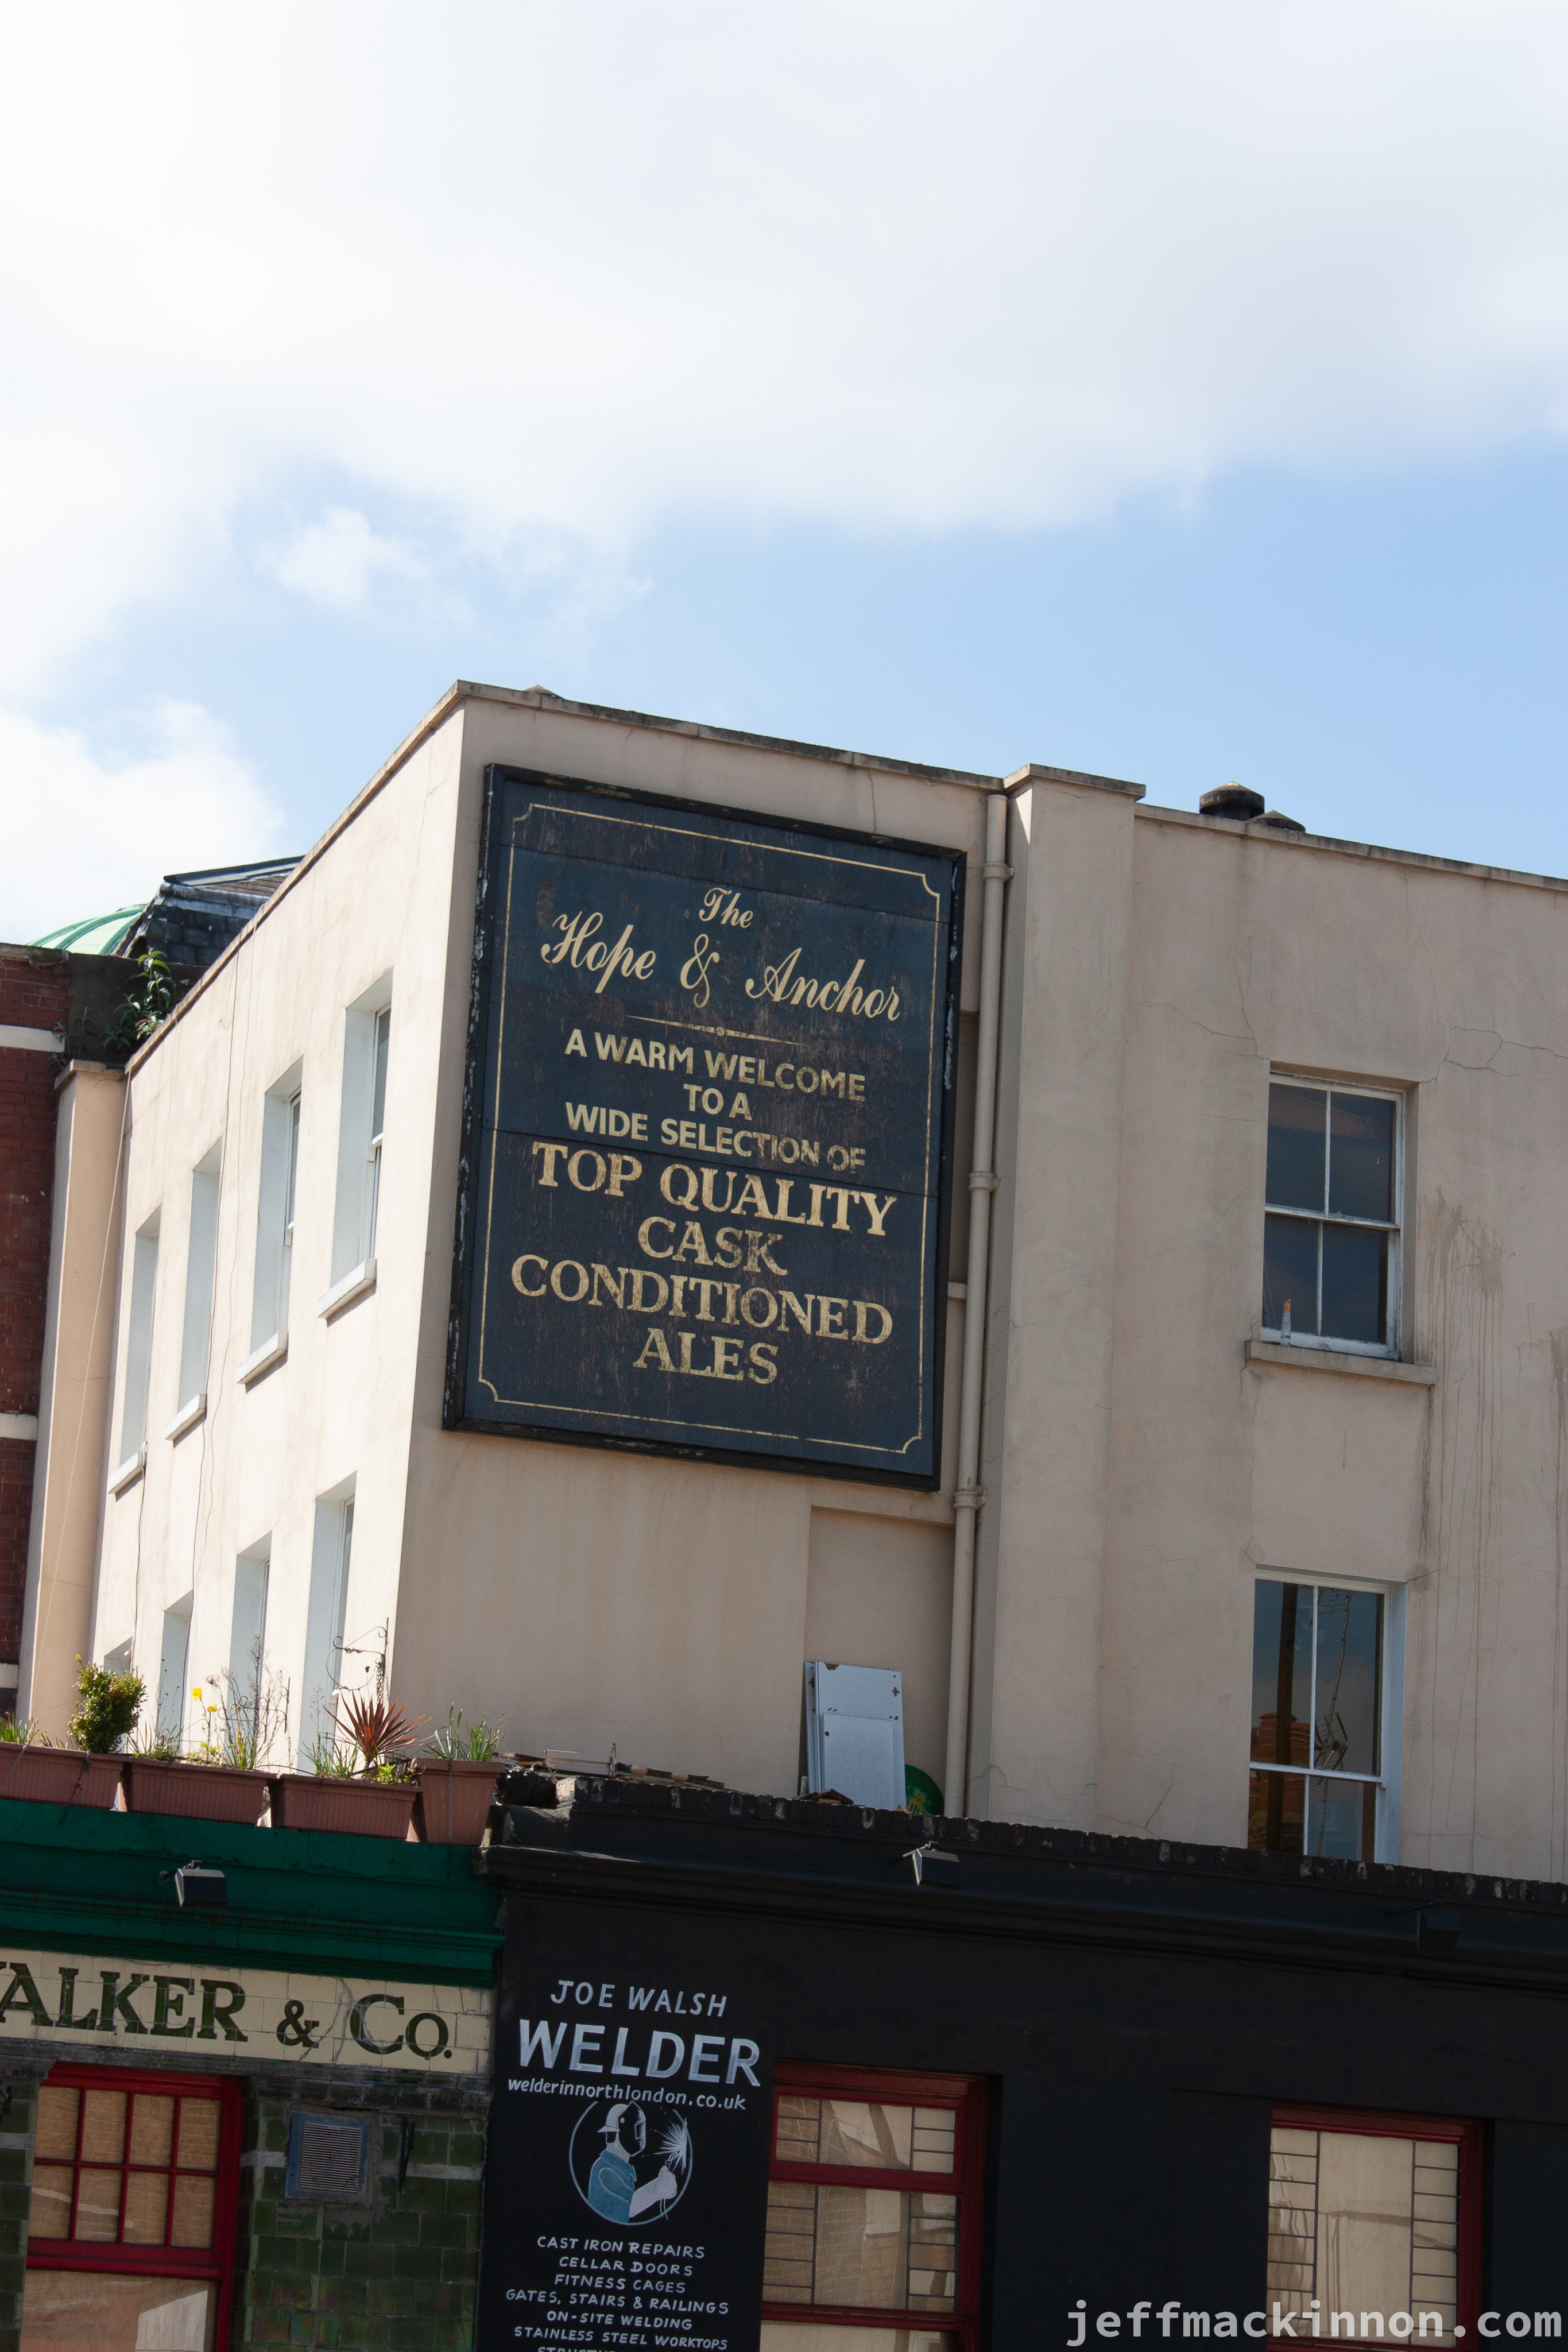 The
Hope & Anchor
A WARM WELCOME
TO A
WIDE SELECTION OF
TOP QUALITY
CASK
CONDITIONED
ALES
ALKER & Co.
JOE WALSH
WELDER
welderinnorthlondon.co.uk
CAST IRON REPAIRS
CELLAR DOORS
FITNESS CAGES
GATES, STAIRS & RAILINGS
ON-SITE WELDING
STAINLESS STEEL WORKTOPS
jeffmackinnon.com